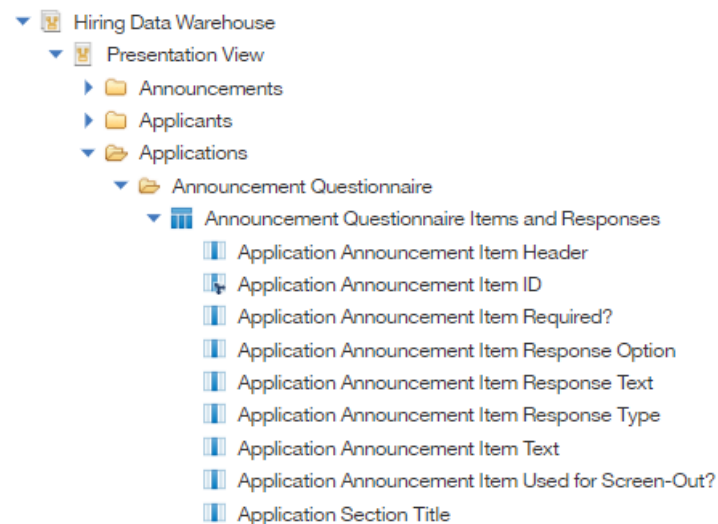 Hiring Data Warehouse
Presentation View
Announcements
Applicants
Applications
Announcement Questionnaire
Announcement Questionnaire Items and Responses
Application Announcement Item Header
Application Announcement Item ID
Application Announcement Item Required?
Application Announcement Item Response Option
Application Announcement Item Response Text
Application Announcement Item Response Type
Application Announcement Item Text
Application Announcement Item Used for Screen-Out?
Application Section Title